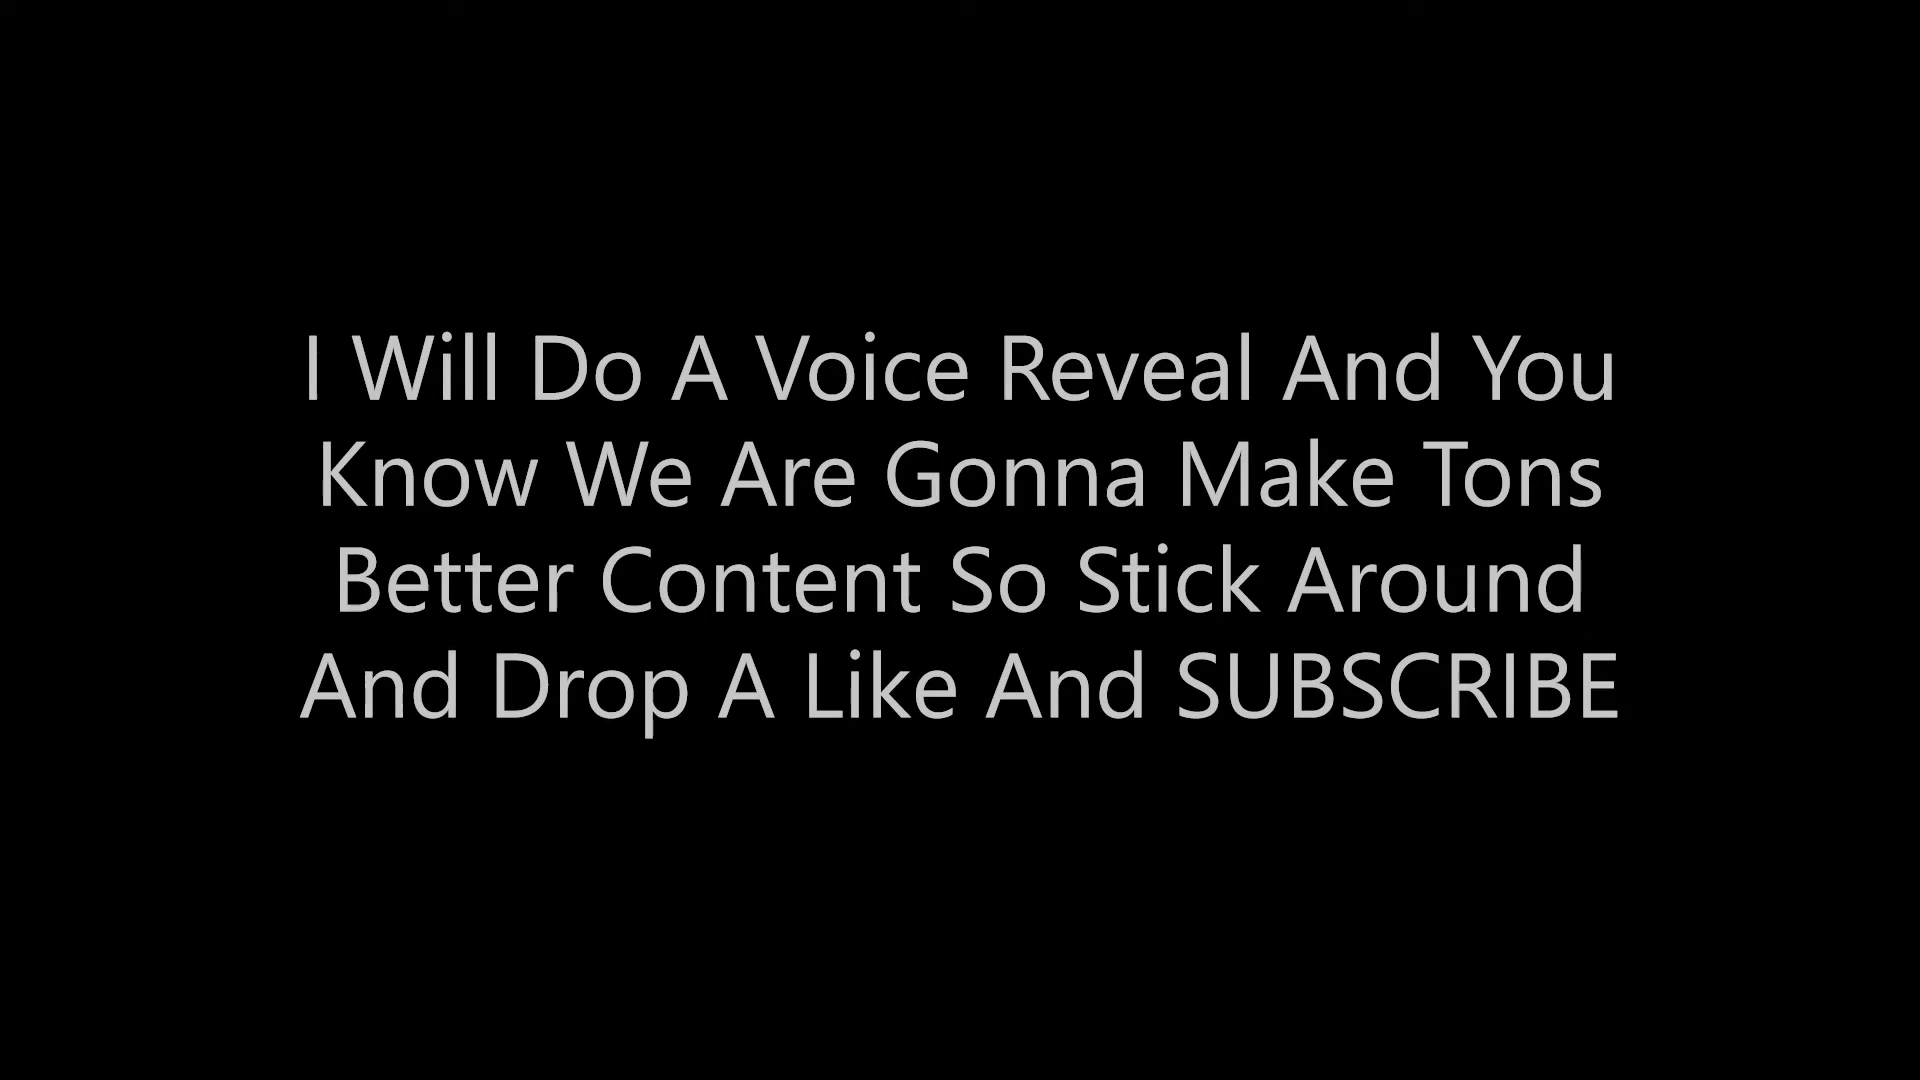 I Will Do A Voice Reveal And You
Know We Are Gonna Make Tons
Better Content So Stick Around
And Drop A Like And SUBSCRIBE